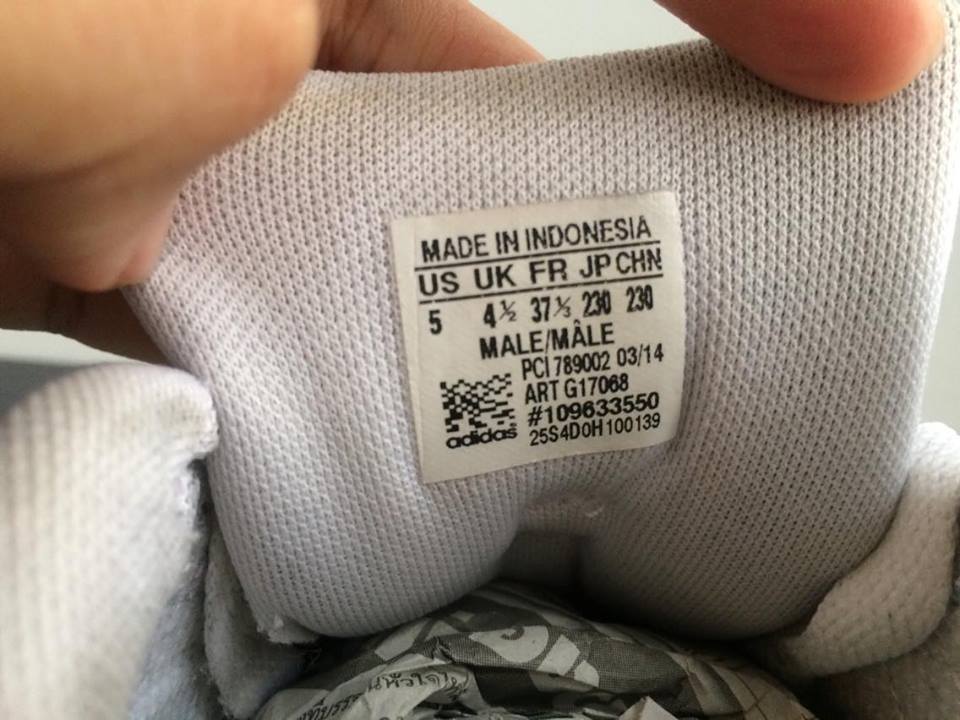 MADE IN INDONESIA
US UK FR JP CHN
5 4½ 37⅓ 230 230
MALE/MÂLE
PCI 789002 03/14
ART G17068
#109633550
adidas® 25S4D0H100139